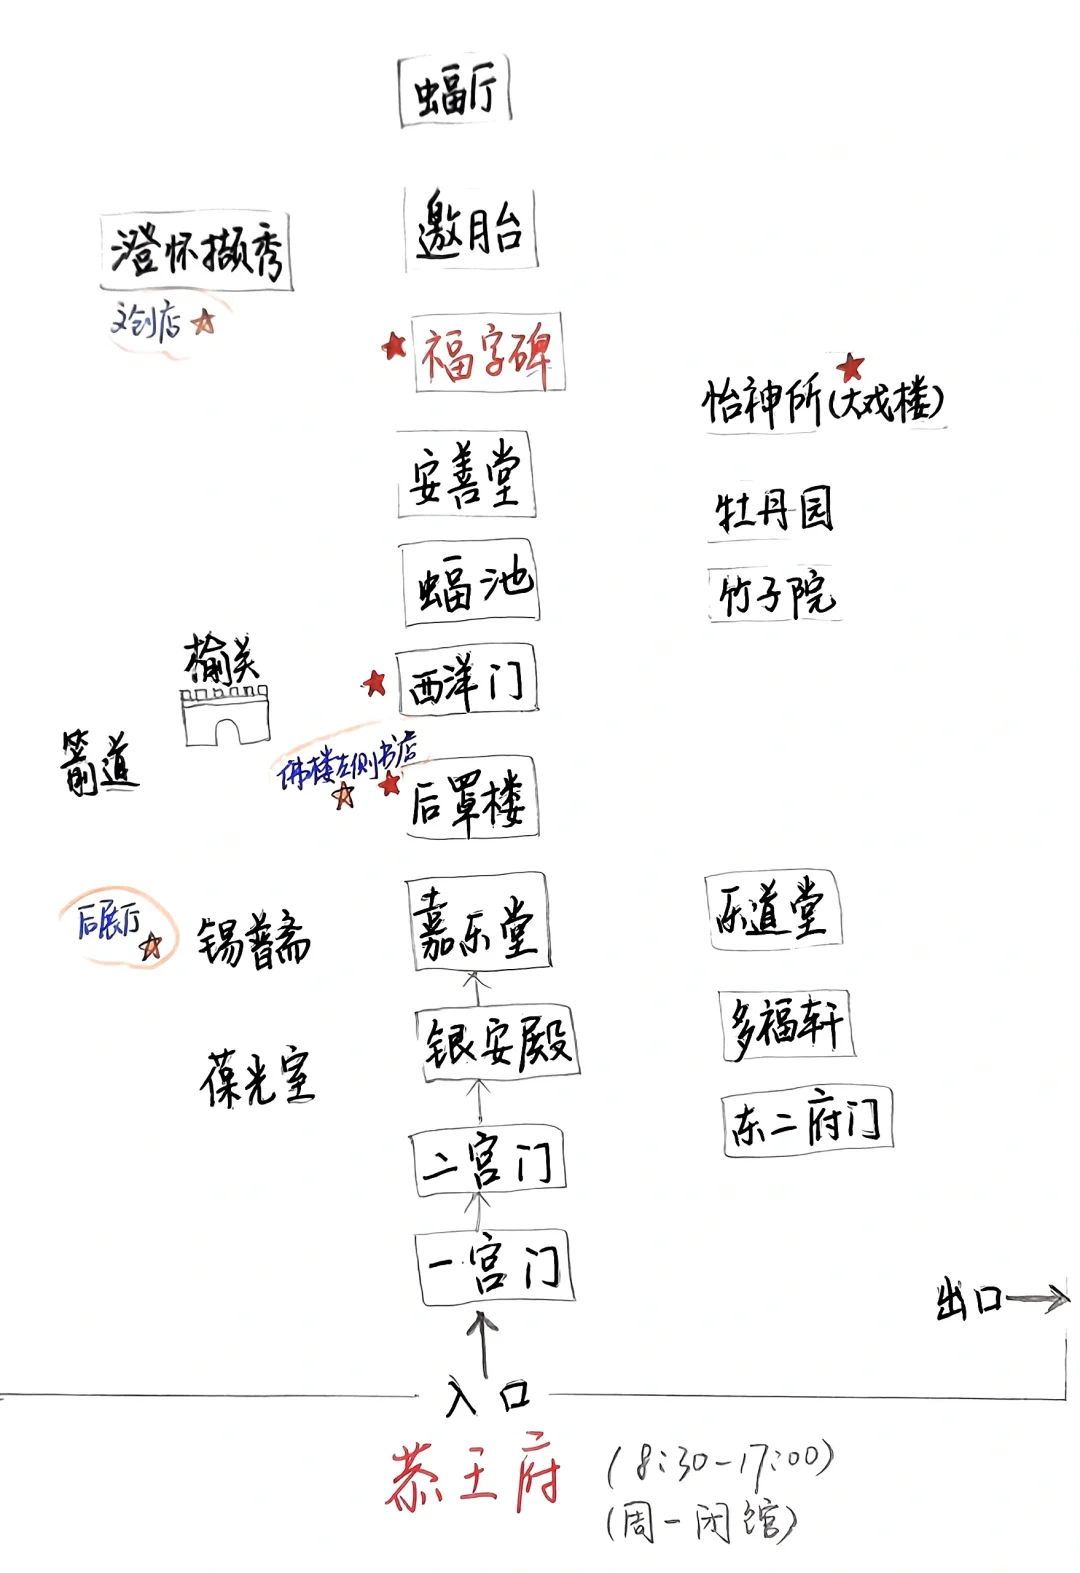 蝠厅
邀月台
澄怀撷秀
文创店
福字碑
怡神所(大戏楼)
安善堂
牡丹园
蝠池
竹子院
榆关
西洋门
箭道
佛楼左侧书店
后罩楼
后展厅
锡晋斋
嘉乐堂
乐道堂
葆光室
银安殿
多福轩
二宫门
东二府门
一宫门
出口
入口
恭王府
(8:30-17:00)
(周一闭馆)